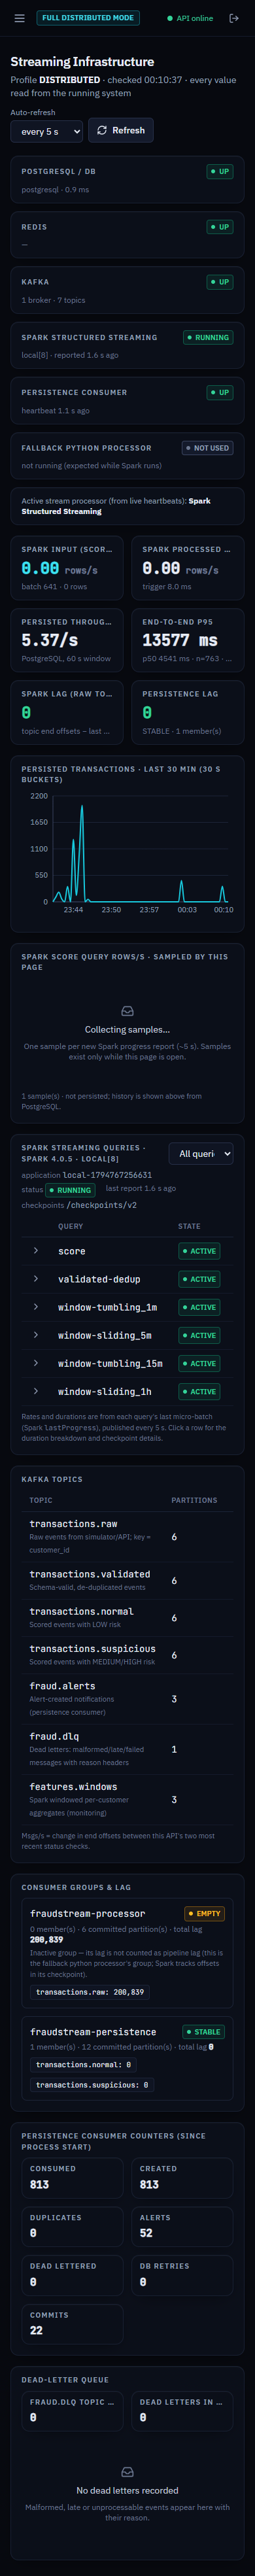 FULL DISTRIBUTED MODE
API online
Streaming Infrastructure
Profile DISTRIBUTED · checked 00:10:37 · every value
read from the running system
Auto-refresh
every 5 s
Refresh
POSTGRESQL / DB
UP
postgresql · 0.9 ms
REDIS
UP
—
KAFKA
UP
1 broker · 7 topics
SPARK STRUCTURED STREAMING
RUNNING
local[8] · reported 1.6 s ago
PERSISTENCE CONSUMER
UP
heartbeat 1.1 s ago
FALLBACK PYTHON PROCESSOR
NOT USED
not running (expected while Spark runs)
Active stream processor (from live heartbeats): Spark
Structured Streaming
SPARK INPUT (SCOR…
0.00 rows/s
batch 641 · 0 rows
SPARK PROCESSED …
0.00 rows/s
trigger 8.0 ms
PERSISTED THROUG…
5.37/s
PostgreSQL, 60 s window
END-TO-END P95
13577 ms
p50 4541 ms · n=763 · …
SPARK LAG (RAW TO…
0
topic end offsets – last …
PERSISTENCE LAG
0
STABLE · 1 member(s)
PERSISTED TRANSACTIONS · LAST 30 MIN (30 S
BUCKETS)
2200
1650
1100
550
0
23:44
23:50
23:57
00:03
00:10
SPARK SCORE QUERY ROWS/S · SAMPLED BY THIS
PAGE
Collecting samples…
One sample per new Spark progress report (~5 s). Samples
exist only while this page is open.
1 sample(s) · not persisted; history is shown above from
PostgreSQL.
SPARK STREAMING QUERIES ·
SPARK 4.0.5 · LOCAL[8]
All queri
application local-1794767256631
status RUNNING last report 1.6 s ago
checkpoints /checkpoints/v2
QUERY
STATE
score
ACTIVE
validated-dedup
ACTIVE
window-tumbling_1m
ACTIVE
window-sliding_5m
ACTIVE
window-tumbling_15m
ACTIVE
window-sliding_1h
ACTIVE
Rates and durations are from each query's last micro-batch
(Spark lastProgress), published every 5 s. Click a row for the
duration breakdown and checkpoint details.
KAFKA TOPICS
TOPIC
PARTITIONS
transactions.raw
Raw events from simulator/API; key =
customer_id
6
transactions.validated
Schema-valid, de-duplicated events
6
transactions.normal
Scored events with LOW risk
6
transactions.suspicious
Scored events with MEDIUM/HIGH risk
6
fraud.alerts
Alert-created notifications
(persistence consumer)
3
fraud.dlq
Dead letters: malformed/late/failed
messages with reason headers
1
features.windows
Spark windowed per-customer
aggregates (monitoring)
3
Msgs/s = change in end offsets between this API's two most
recent status checks.
CONSUMER GROUPS & LAG
fraudstream-processor
EMPTY
0 member(s) · 6 committed partition(s) · total lag
200,839
Inactive group — its lag is not counted as pipeline lag (this is
the fallback python processor's group; Spark tracks offsets
in its checkpoint).
transactions.raw: 200,839
fraudstream-persistence
STABLE
1 member(s) · 12 committed partition(s) · total lag 0
transactions.normal: 0
transactions.suspicious: 0
PERSISTENCE CONSUMER COUNTERS (SINCE
PROCESS START)
CONSUMED
813
CREATED
813
DUPLICATES
0
ALERTS
52
DEAD LETTERED
0
DB RETRIES
0
COMMITS
22
DEAD-LETTER QUEUE
FRAUD.DLQ TOPIC …
0
DEAD LETTERS IN …
0
No dead letters recorded
Malformed, late or unprocessable events appear here with
their reason.